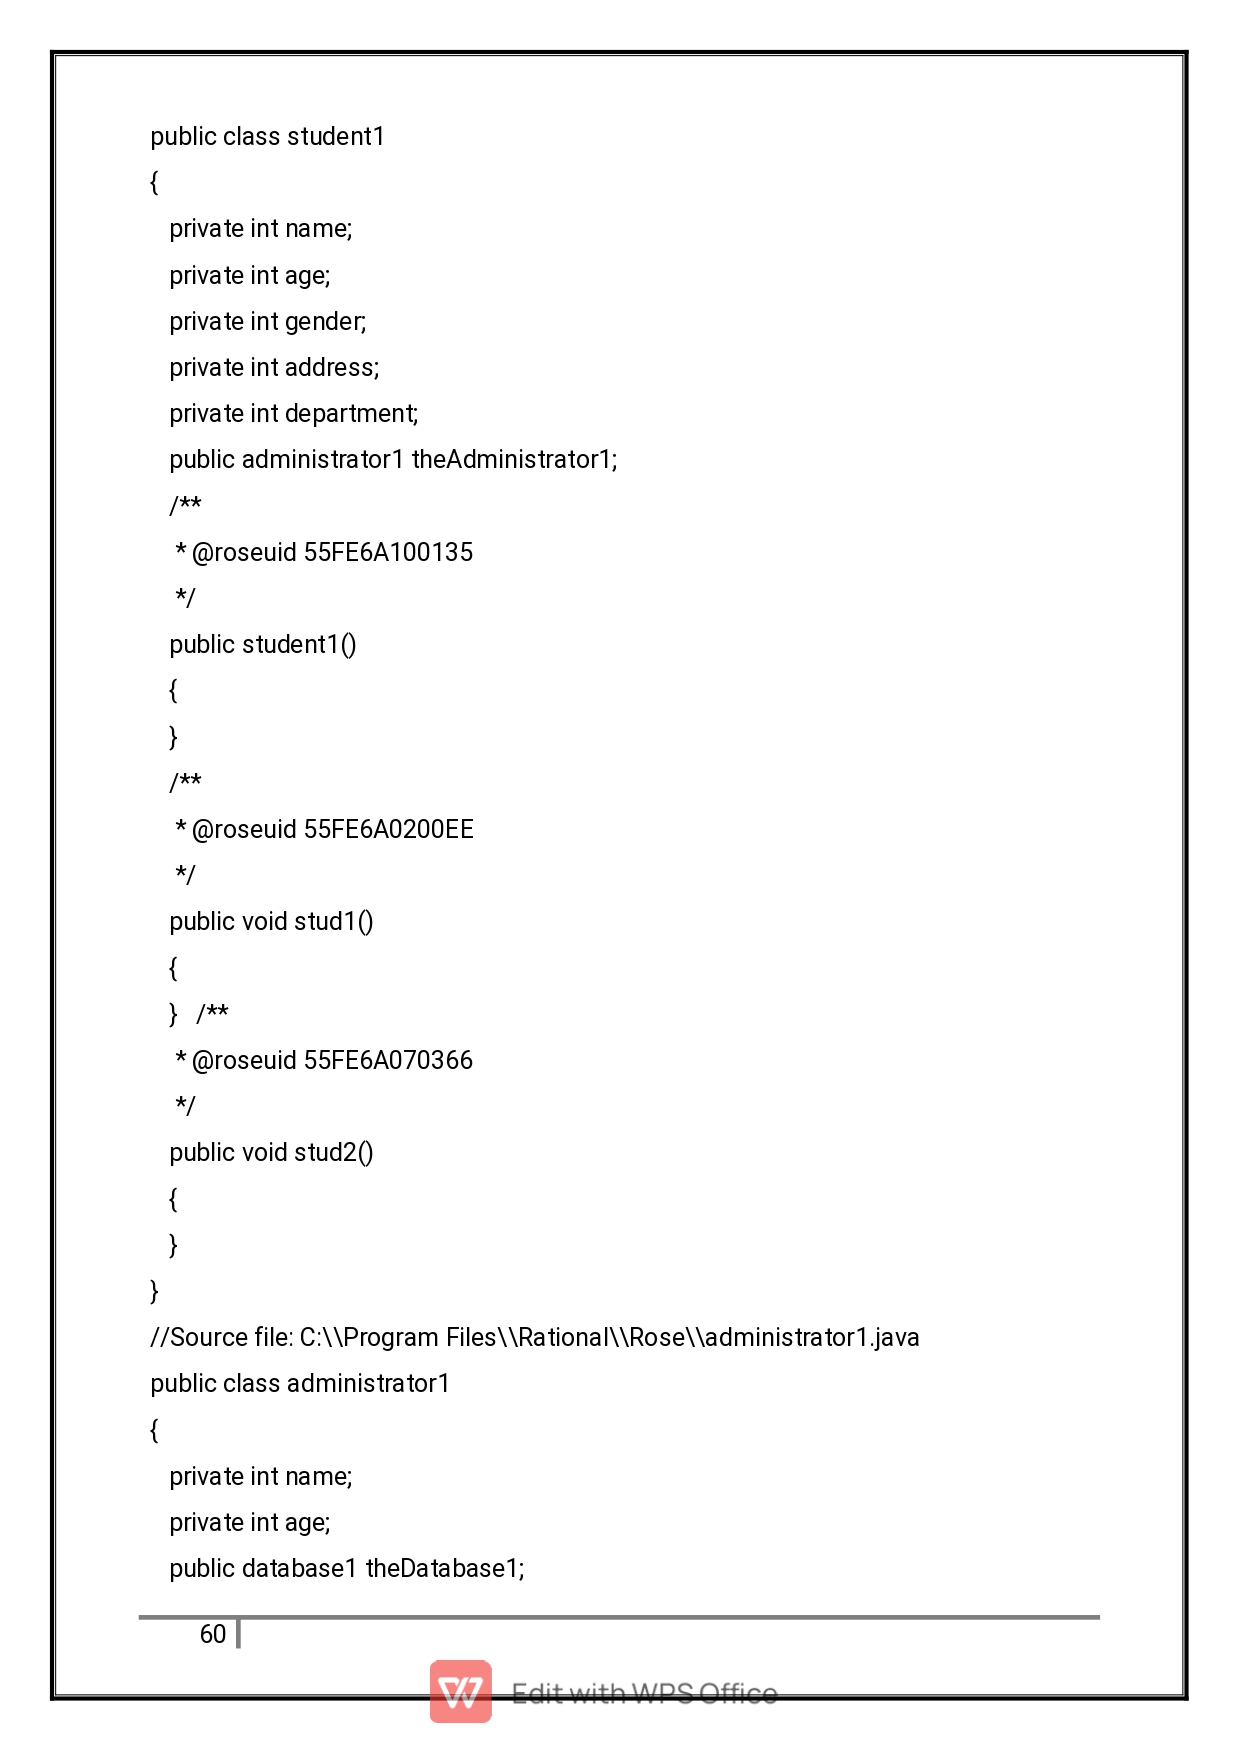 public class student1
{
private int name;
private int age;
private int gender;
private int address;
private int department;
public administrator1 theAdministrator1;
/**
* @roseuid 55FE6A100135
*/
public student1()
{
}
/**
* @roseuid 55FE6A0200EE
*/
public void stud1()
{
} /**
* @roseuid 55FE6A070366
*/
public void stud2()
{
}
}
//Source file: C:\\Program Files\\Rational\\Rose\\administrator1.java
public class administrator1
{
private int name;
private int age;
public database1 theDatabase1;
60
Edit with WPS Office